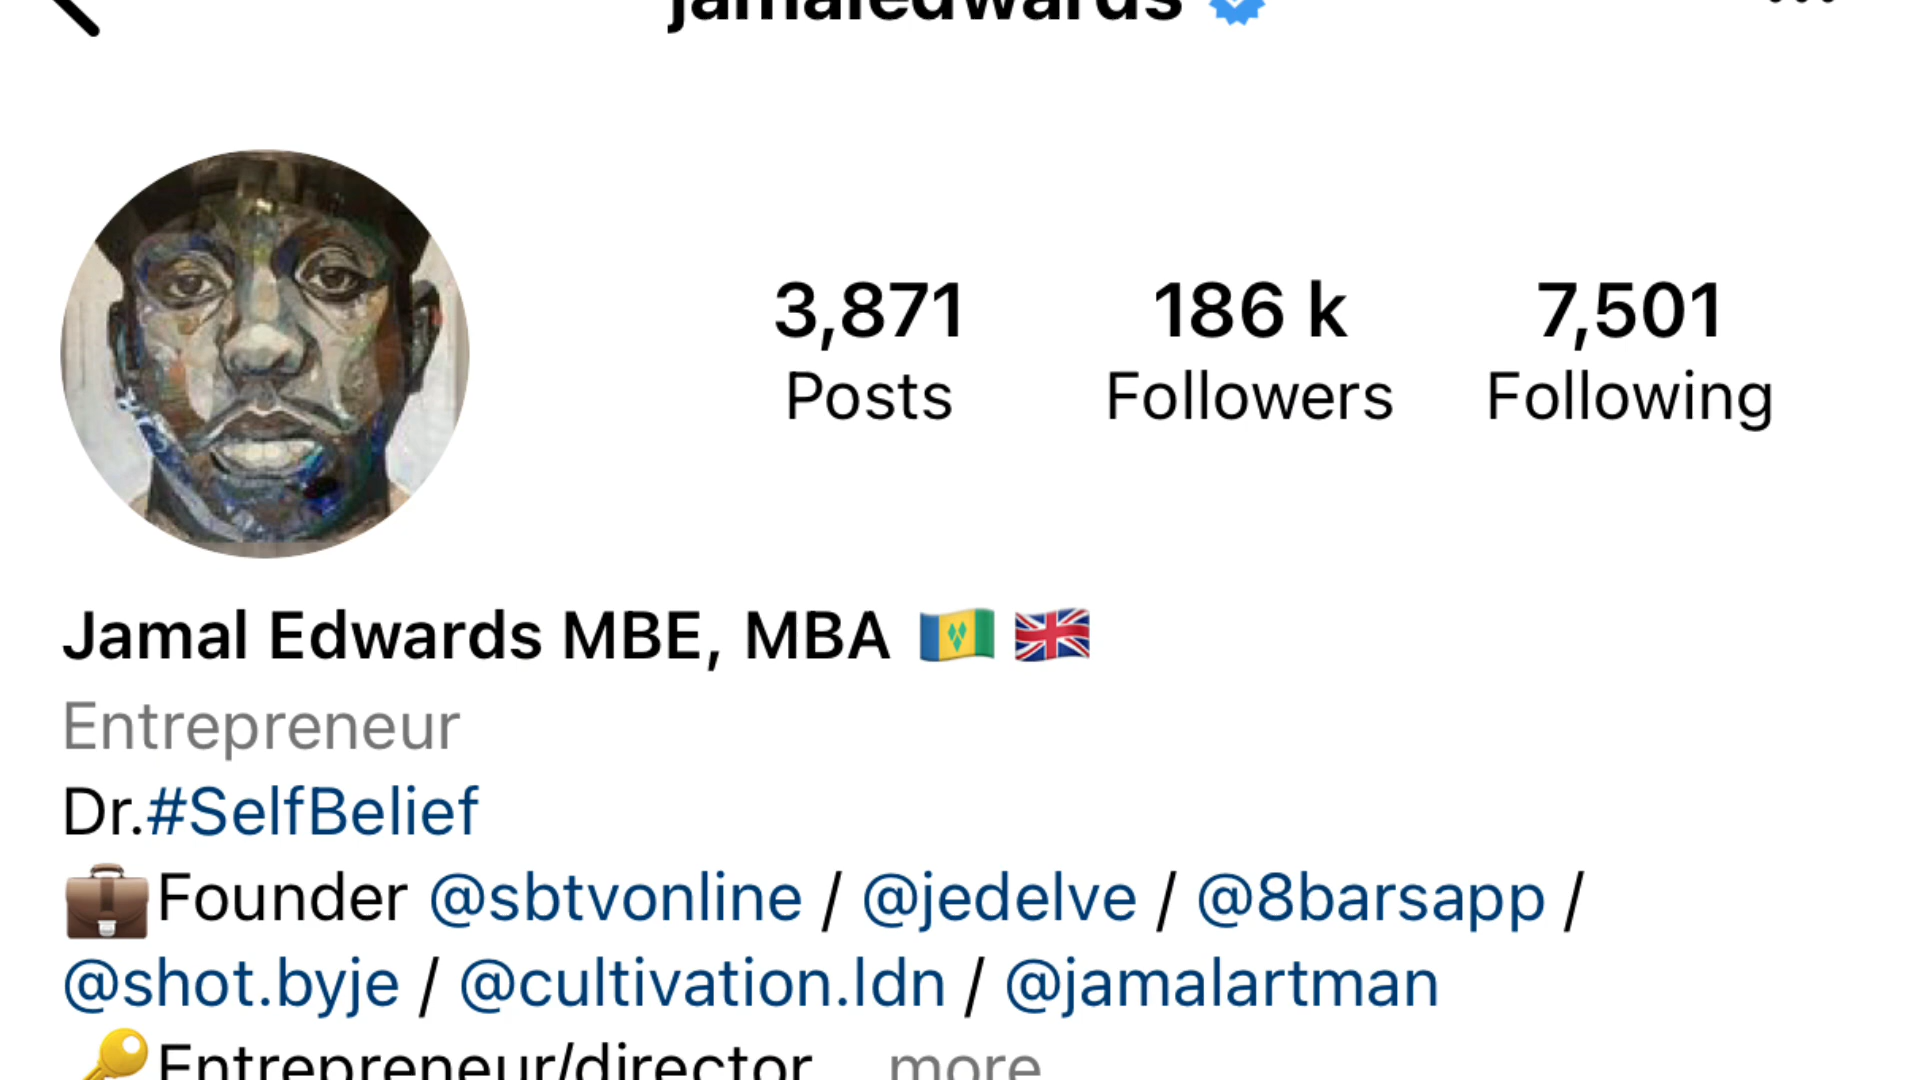 jamaledwards
3,871 186 k 7,501
Posts Followers Following
Jamal Edwards MBE, MBA 🇻🇨 🇬🇧
Entrepreneur
Dr.#SelfBelief
💼Founder @sbtvonline / @jedelve / @8barsapp /
@shot.byje / @cultivation.ldn / @jamalartman
🔑Entrepreneur/director... more